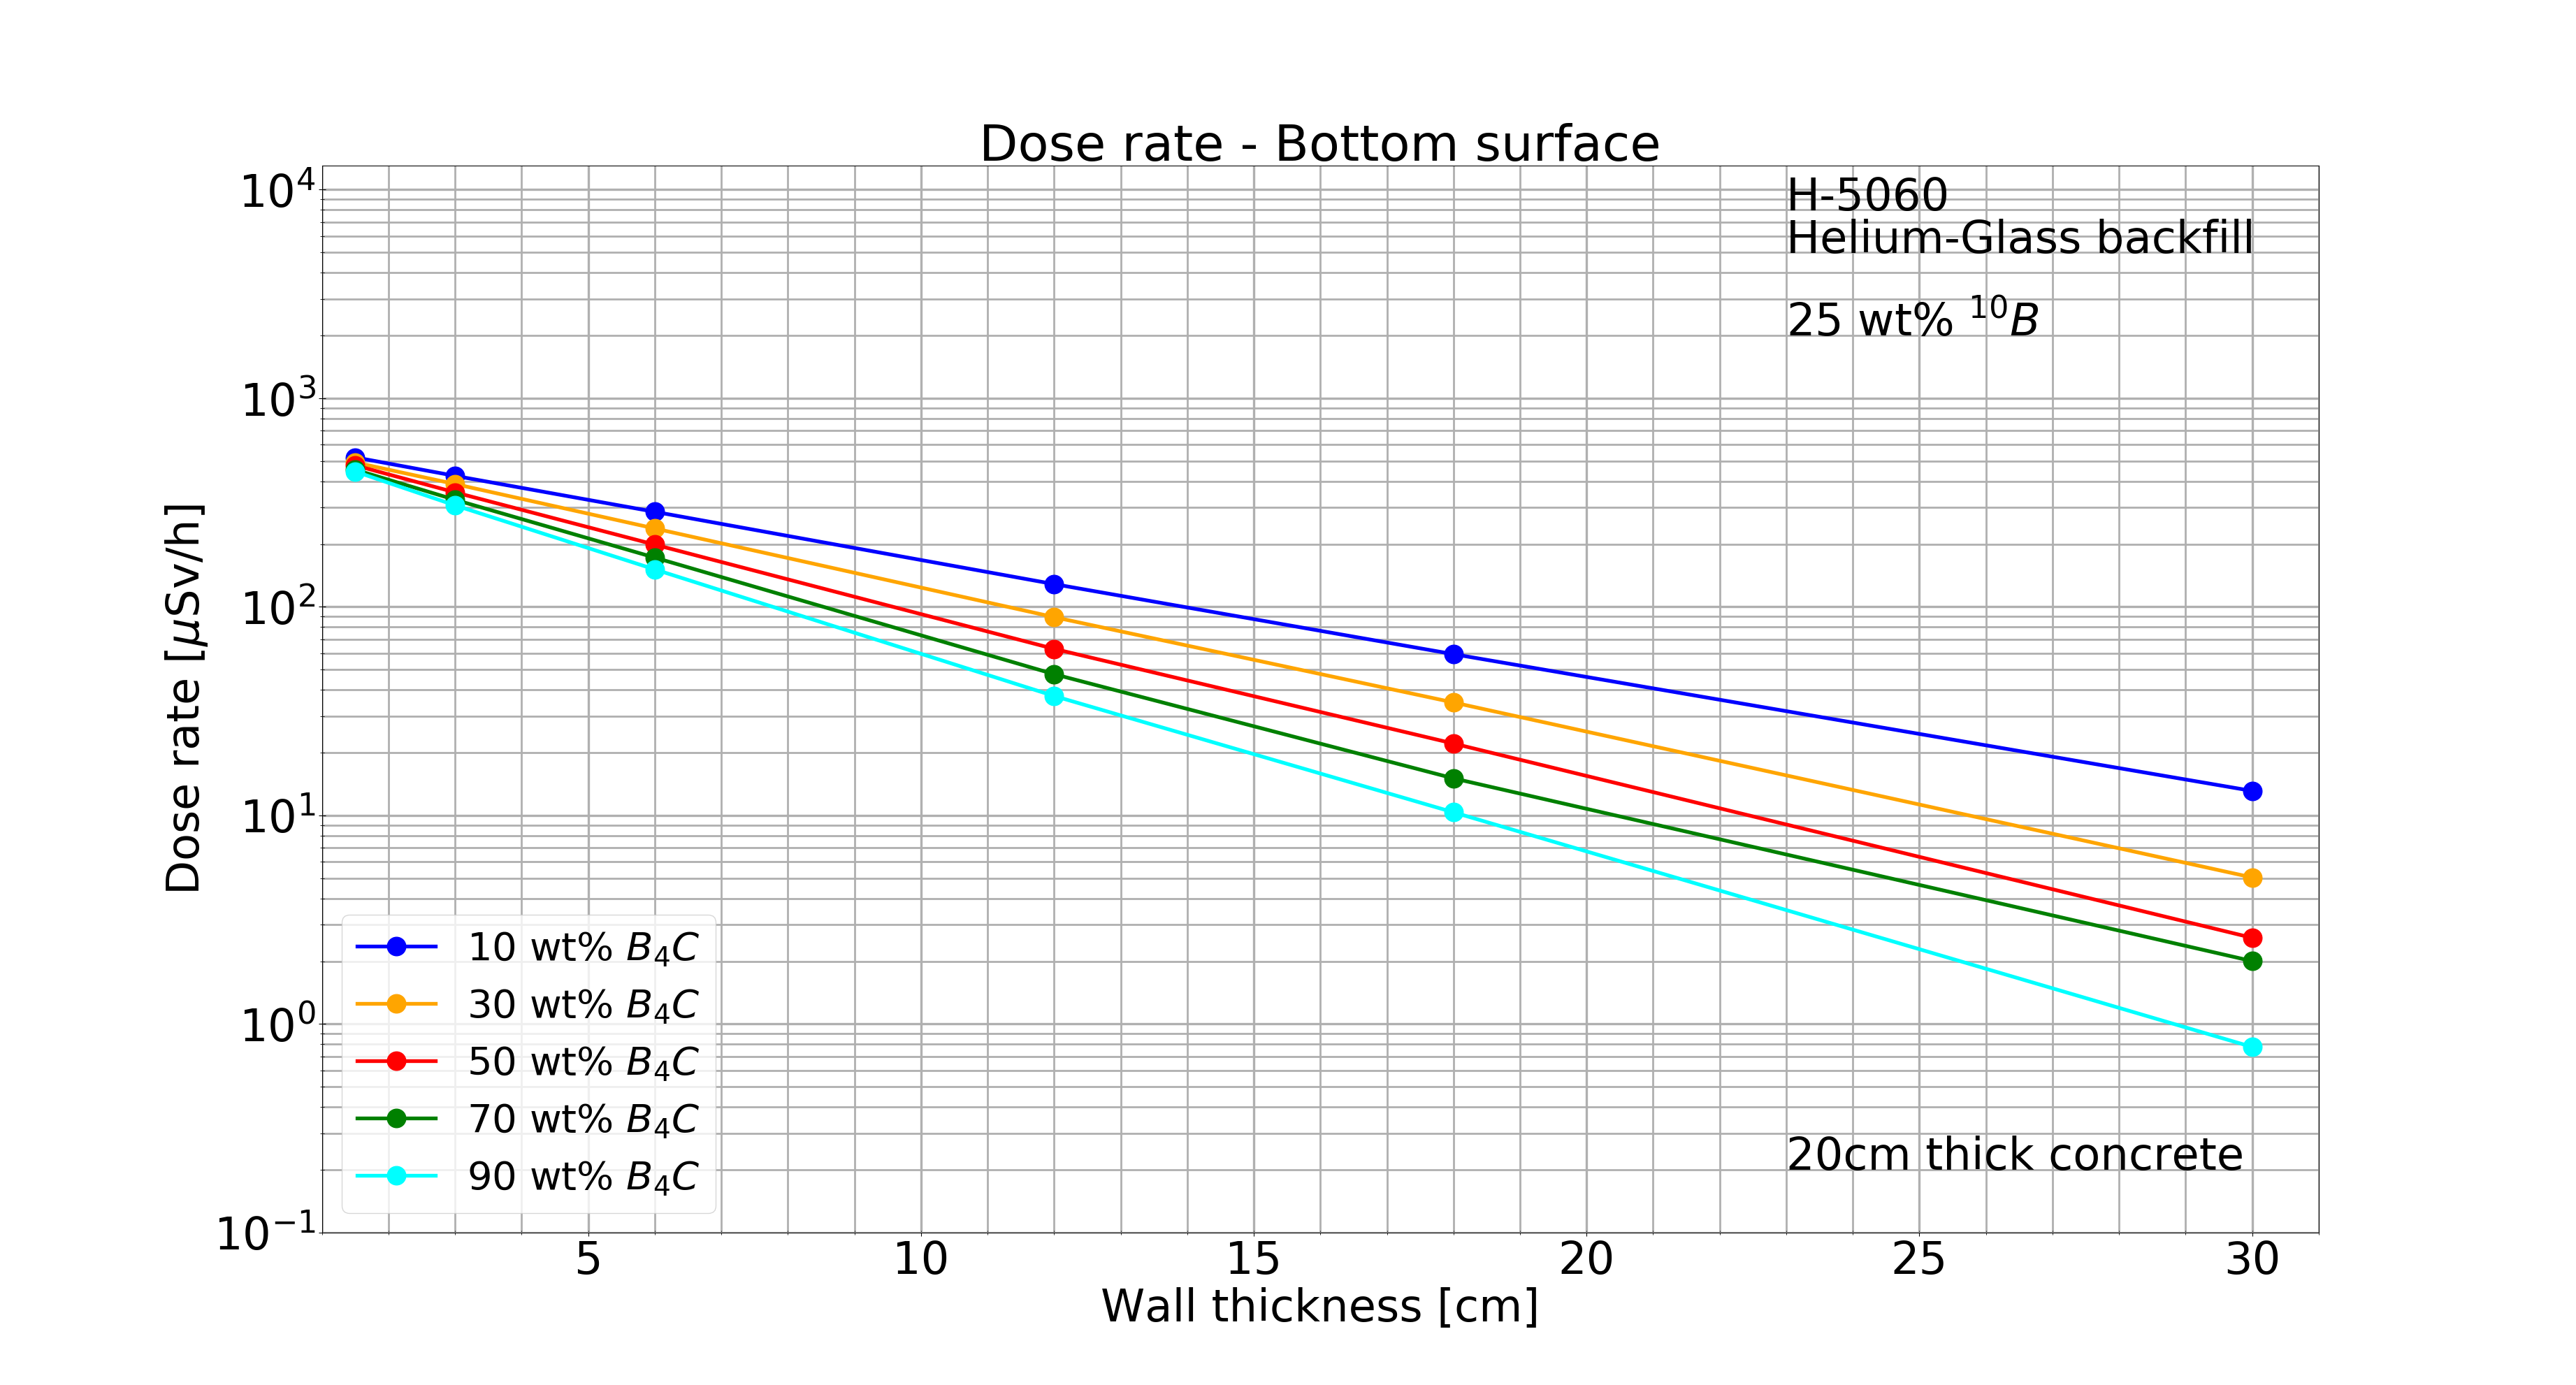 Dose rate - Bottom surface
10⁴
10³
10²
10¹
10⁰
10⁻¹
Dose rate [μSv/h]
H-5060
Helium-Glass backfill
25 wt% ¹⁰B
10 wt% B₄C
30 wt% B₄C
50 wt% B₄C
70 wt% B₄C
90 wt% B₄C
20cm thick concrete
5 10 15 20 25 30
Wall thickness [cm]